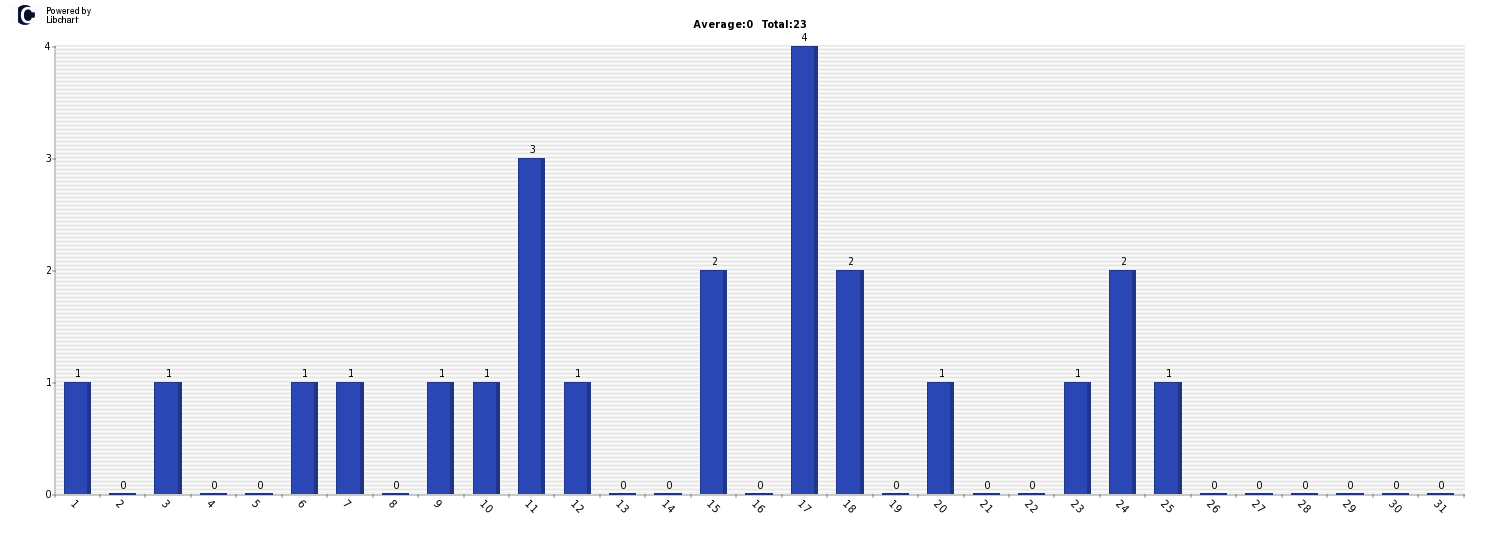 Powered by
Libchart
Average:0 Total:23
4
3
2
1
0
1 0 1 0 0 1 1 0 1 1 3 1 0 0 2 0 4 2 0 1 0 0 1 2 1 0 0 0 0 0 0
1 2 3 4 5 6 7 8 9 10 11 12 13 14 15 16 17 18 19 20 21 22 23 24 25 26 27 28 29 30 31